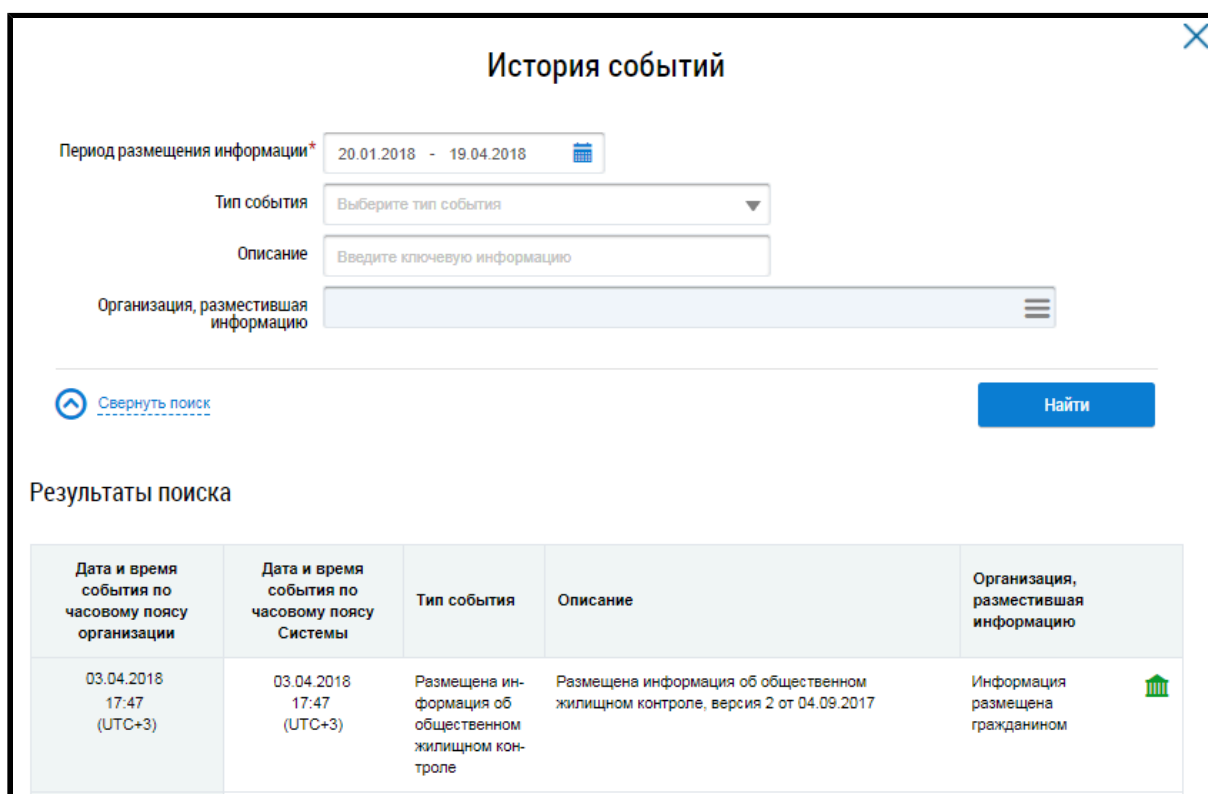 История событий
Период размещения информации*
20.01.2018 - 19.04.2018
Тип события
Выберите тип события
Описание
Введите ключевую информацию
Организация, разместившая
информацию
Свернуть поиск
Найти
Результаты поиска
Дата и время
события по
часовому поясу
организации
Дата и время
события по
часовому поясу
Системы
Тип события
Описание
Организация,
разместившая
информацию
03.04.2018
17:47
(UTC+3)
03.04.2018
17:47
(UTC+3)
Размещена ин-
формация об
общественном
жилищном кон-
троле
Размещена информация об общественном
жилищном контроле, версия 2 от 04.09.2017
Информация
размещена
гражданином